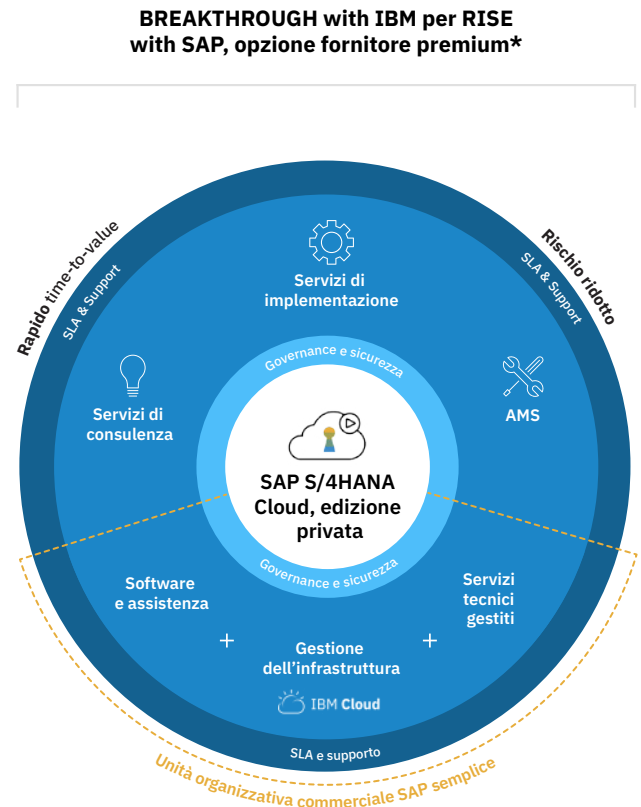 BREAKTHROUGH with IBM per RISE
with SAP, opzione fornitore premium*
Rapido time-to-value
SLA & Support
Rischio ridotto
SLA & Support
Servizi di
implementazione
Servizi di
consulenza
AMS
Governance e sicurezza
SAP S/4HANA
Cloud, edizione
privata
Governance e sicurezza
Software
e assistenza
+
Gestione
dell’infrastruttura
IBM Cloud
+
Servizi
tecnici
gestiti
SLA e supporto
Unità organizzativa commerciale SAP semplice